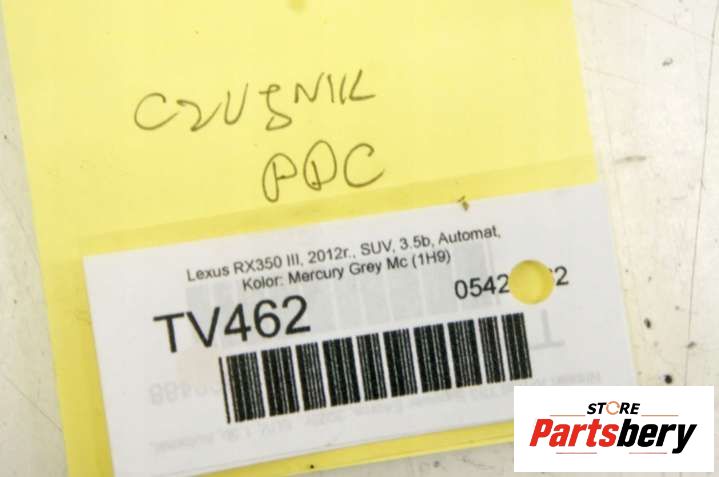 CZUJNIK
PDC
Lexus RX350 III, 2012r., SUV, 3.5b, Automat,
Kolor: Mercury Grey Mc (1H9)
TV462
STORE
Partsbery